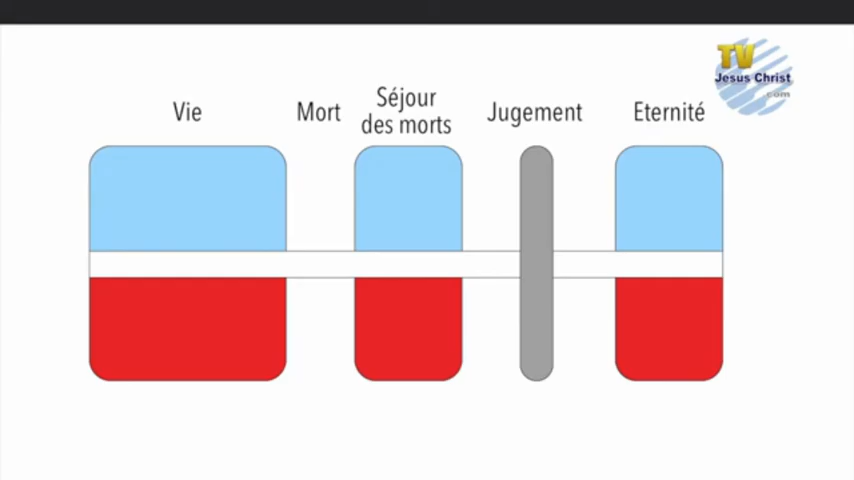 TV
Jesus Christ
.com
Vie
Mort
Séjour
des morts
Jugement
Eternité